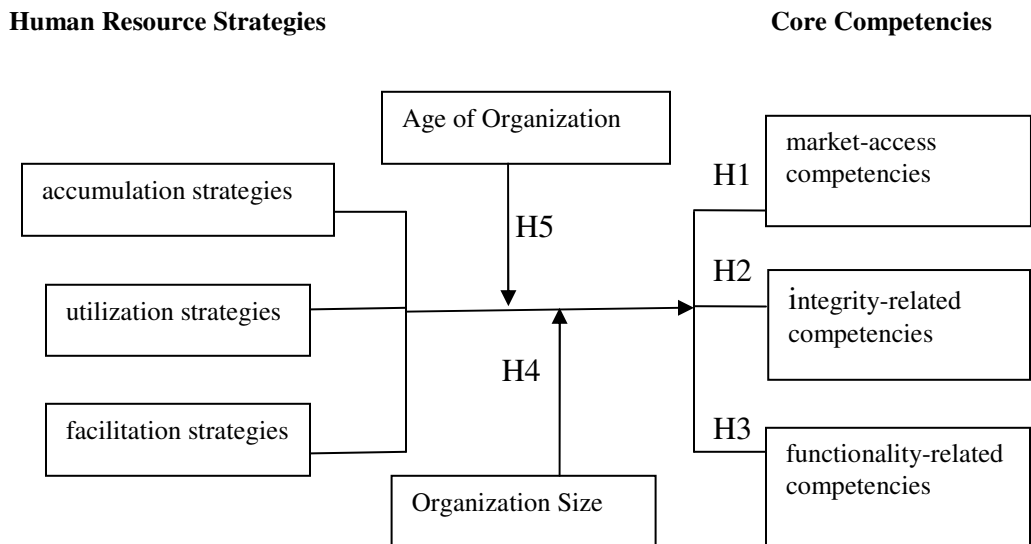 Human Resource Strategies
Core Competencies
Age of Organization
market-access
competencies
H1
accumulation strategies
H5
H2
utilization strategies
integrity-related
competencies
H4
facilitation strategies
H3
functionality-related
competencies
Organization Size